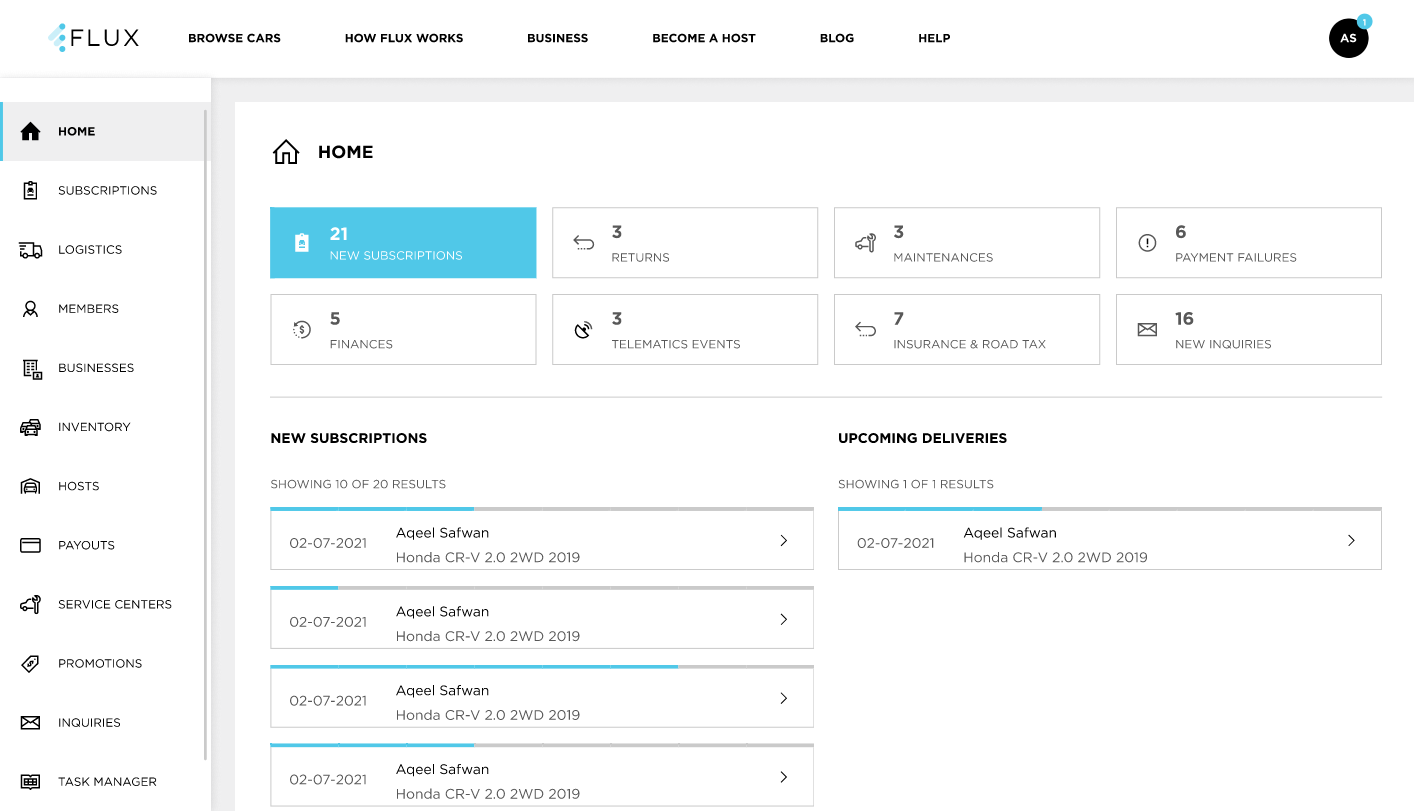 FLUX
BROWSE CARS
HOW FLUX WORKS
BUSINESS
BECOME A HOST
BLOG
HELP
AS
1
HOME
SUBSCRIPTIONS
LOGISTICS
MEMBERS
BUSINESSES
INVENTORY
HOSTS
PAYOUTS
SERVICE CENTERS
PROMOTIONS
INQUIRIES
TASK MANAGER
HOME
21
NEW SUBSCRIPTIONS
3
RETURNS
3
MAINTENANCES
6
PAYMENT FAILURES
5
FINANCES
3
TELEMATICS EVENTS
7
INSURANCE & ROAD TAX
16
NEW INQUIRIES
NEW SUBSCRIPTIONS
SHOWING 10 OF 20 RESULTS
02-07-2021
Aqeel Safwan
Honda CR-V 2.0 2WD 2019
02-07-2021
Aqeel Safwan
Honda CR-V 2.0 2WD 2019
02-07-2021
Aqeel Safwan
Honda CR-V 2.0 2WD 2019
02-07-2021
Aqeel Safwan
Honda CR-V 2.0 2WD 2019
UPCOMING DELIVERIES
SHOWING 1 OF 1 RESULTS
02-07-2021
Aqeel Safwan
Honda CR-V 2.0 2WD 2019